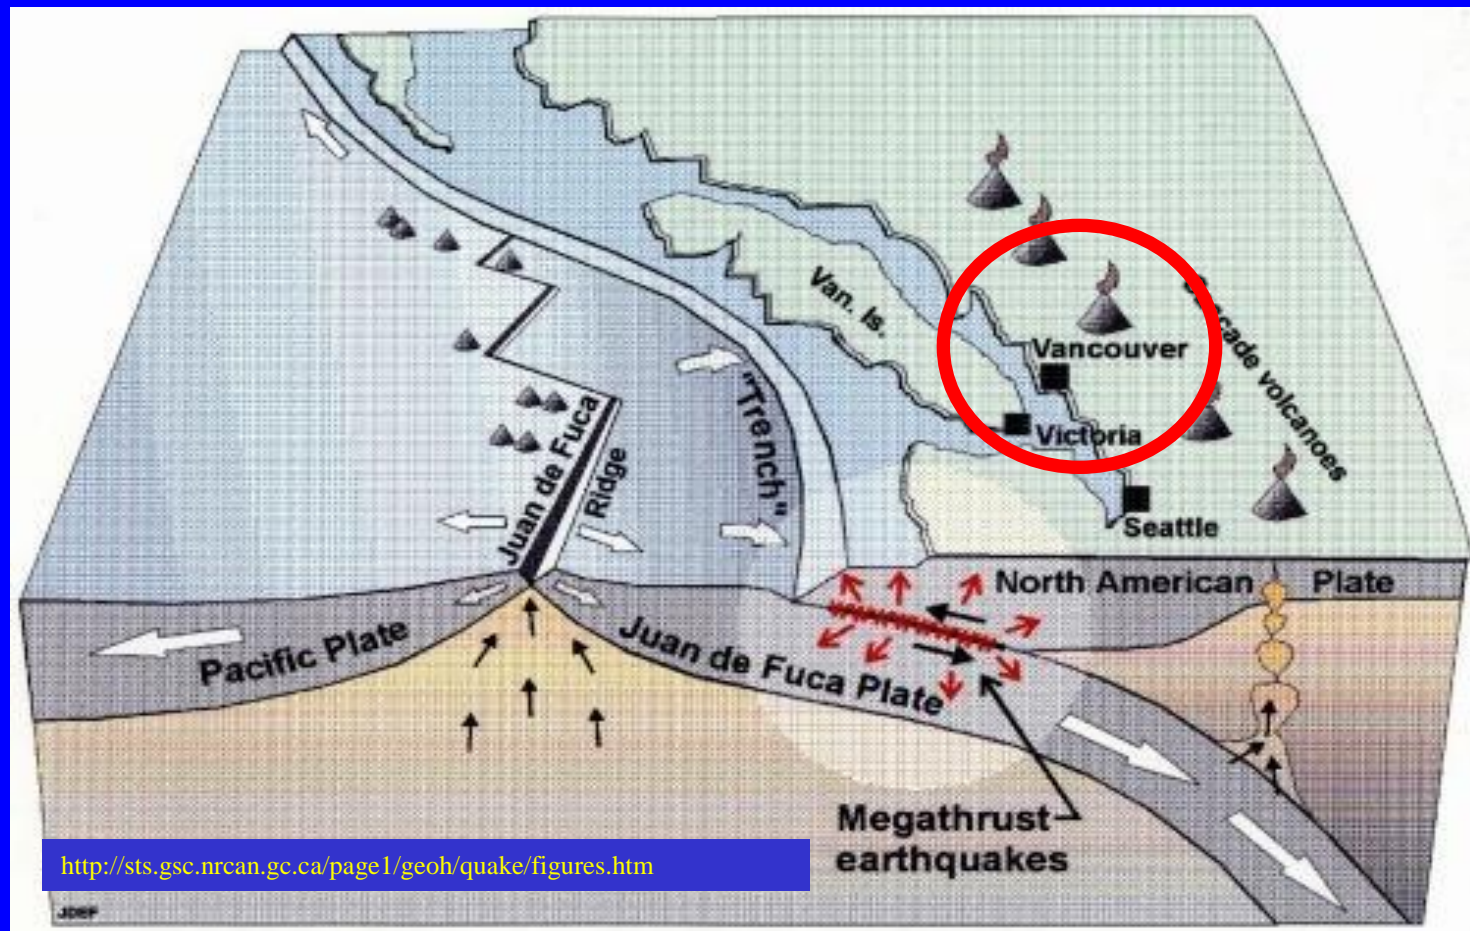 Van. Is.
Vancouver
Cascade volcanoes
"Trench"
Juan de Fuca
Ridge
Victoria
Seattle
North American Plate
Pacific Plate
Juan de Fuca Plate
Megathrust
earthquakes
http://sts.gsc.nrcan.gc.ca/page1/geoh/quake/figures.htm